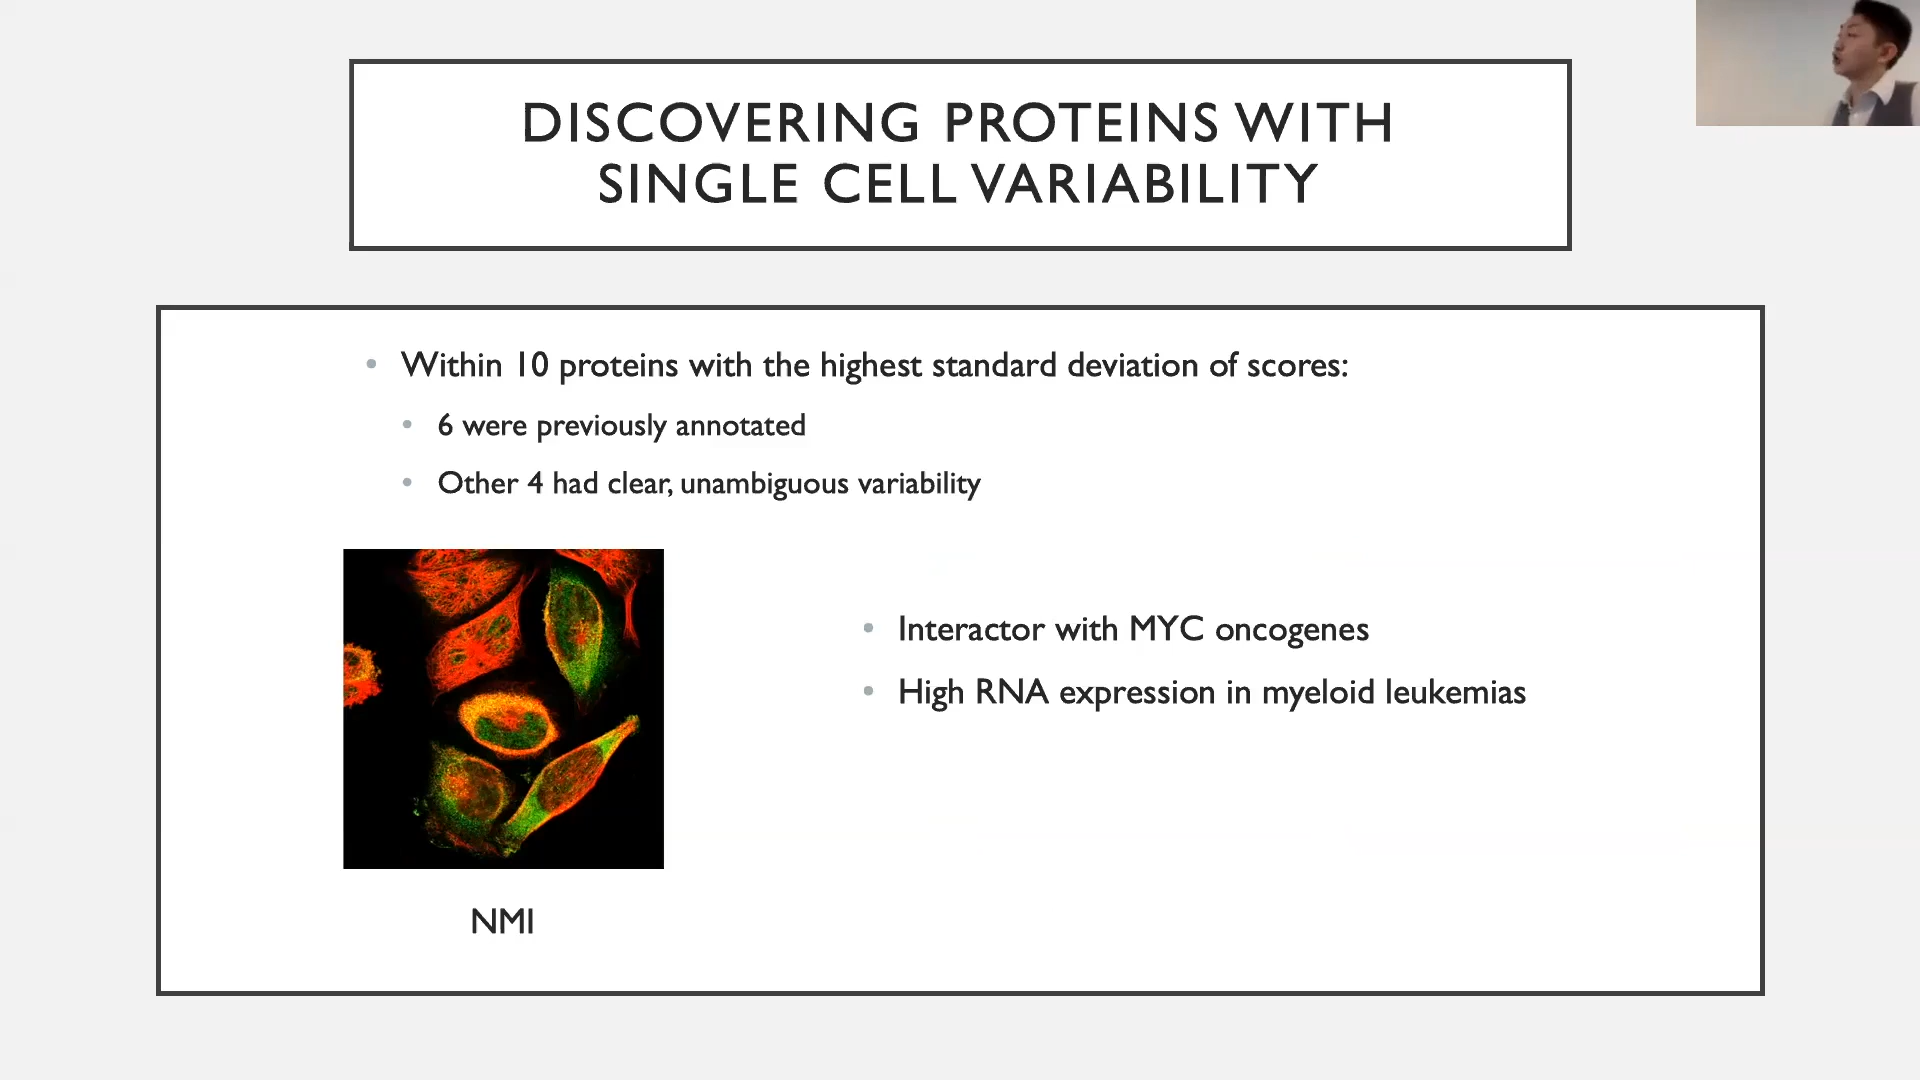 DISCOVERING PROTEINS WITH
SINGLE CELL VARIABILITY
• Within 10 proteins with the highest standard deviation of scores:
• 6 were previously annotated
• Other 4 had clear, unambiguous variability
• Interactor with MYC oncogenes
• High RNA expression in myeloid leukemias
NMI